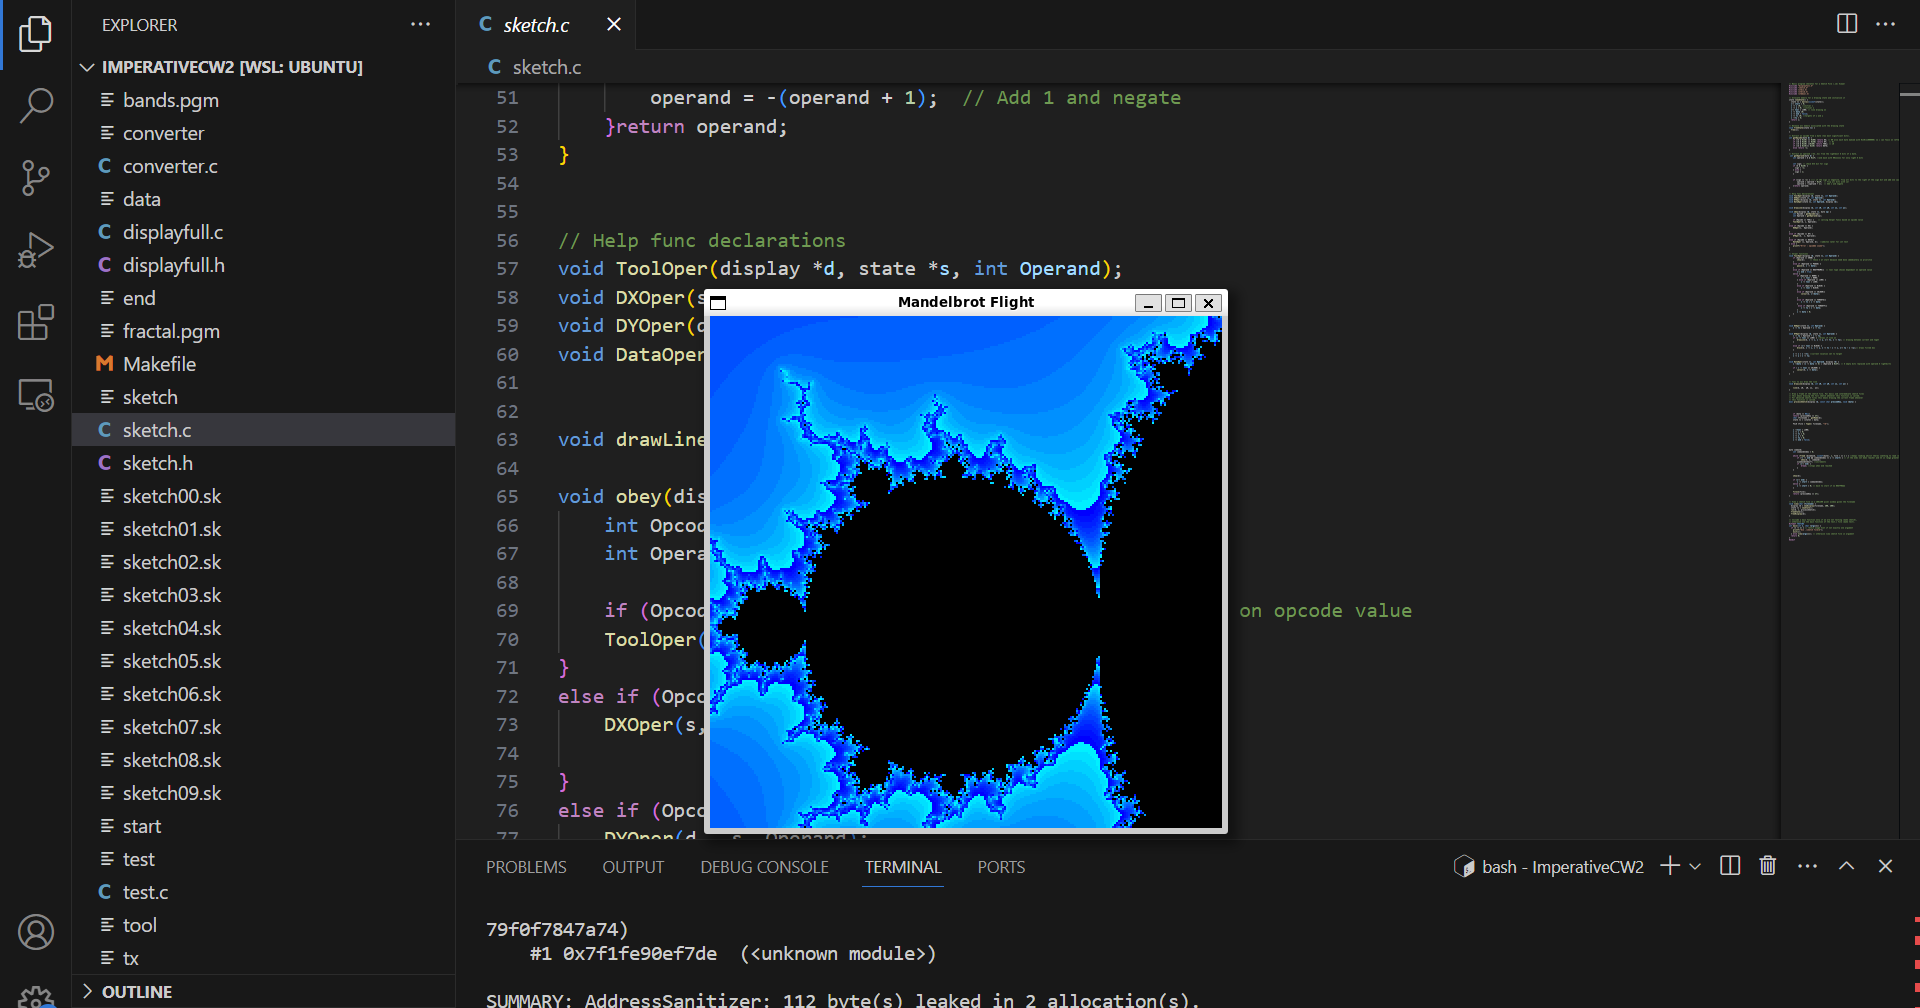 EXPLORER
IMPERATIVECW2 [WSL: UBUNTU]
bands.pgm
converter
C converter.c
data
C displayfull.c
C displayfull.h
end
fractal.pgm
M Makefile
sketch
C sketch.c
C sketch.h
sketch00.sk
sketch01.sk
sketch02.sk
sketch03.sk
sketch04.sk
sketch05.sk
sketch06.sk
sketch07.sk
sketch08.sk
sketch09.sk
start
test
C test.c
tool
tx
OUTLINE
C sketch.c
C sketch.c
51 operand = -(operand + 1); // Add 1 and negate
52 }return operand;
53 }
54
55
56 // Help func declarations
57 void ToolOper(display *d, state *s, int Operand);
58 void DXOper(s
59 void DYOper(d
60 void DataOper
61
62
63 void drawLine
64
65 void obey(dis
66 int Opcod
67 int Opera
68
69 if (Opcod on opcode value
70 ToolOper(
71 }
72 else if (Opco
73 DXOper(s,
74
75 }
76 else if (Opco
77 DYOper(d, s, Operand);
Mandelbrot Flight
PROBLEMS OUTPUT DEBUG CONSOLE TERMINAL PORTS
bash - ImperativeCW2
79f0f7847a74)
#1 0x7f1fe90ef7de (<unknown module>)
SUMMARY: AddressSanitizer: 112 byte(s) leaked in 2 allocation(s).